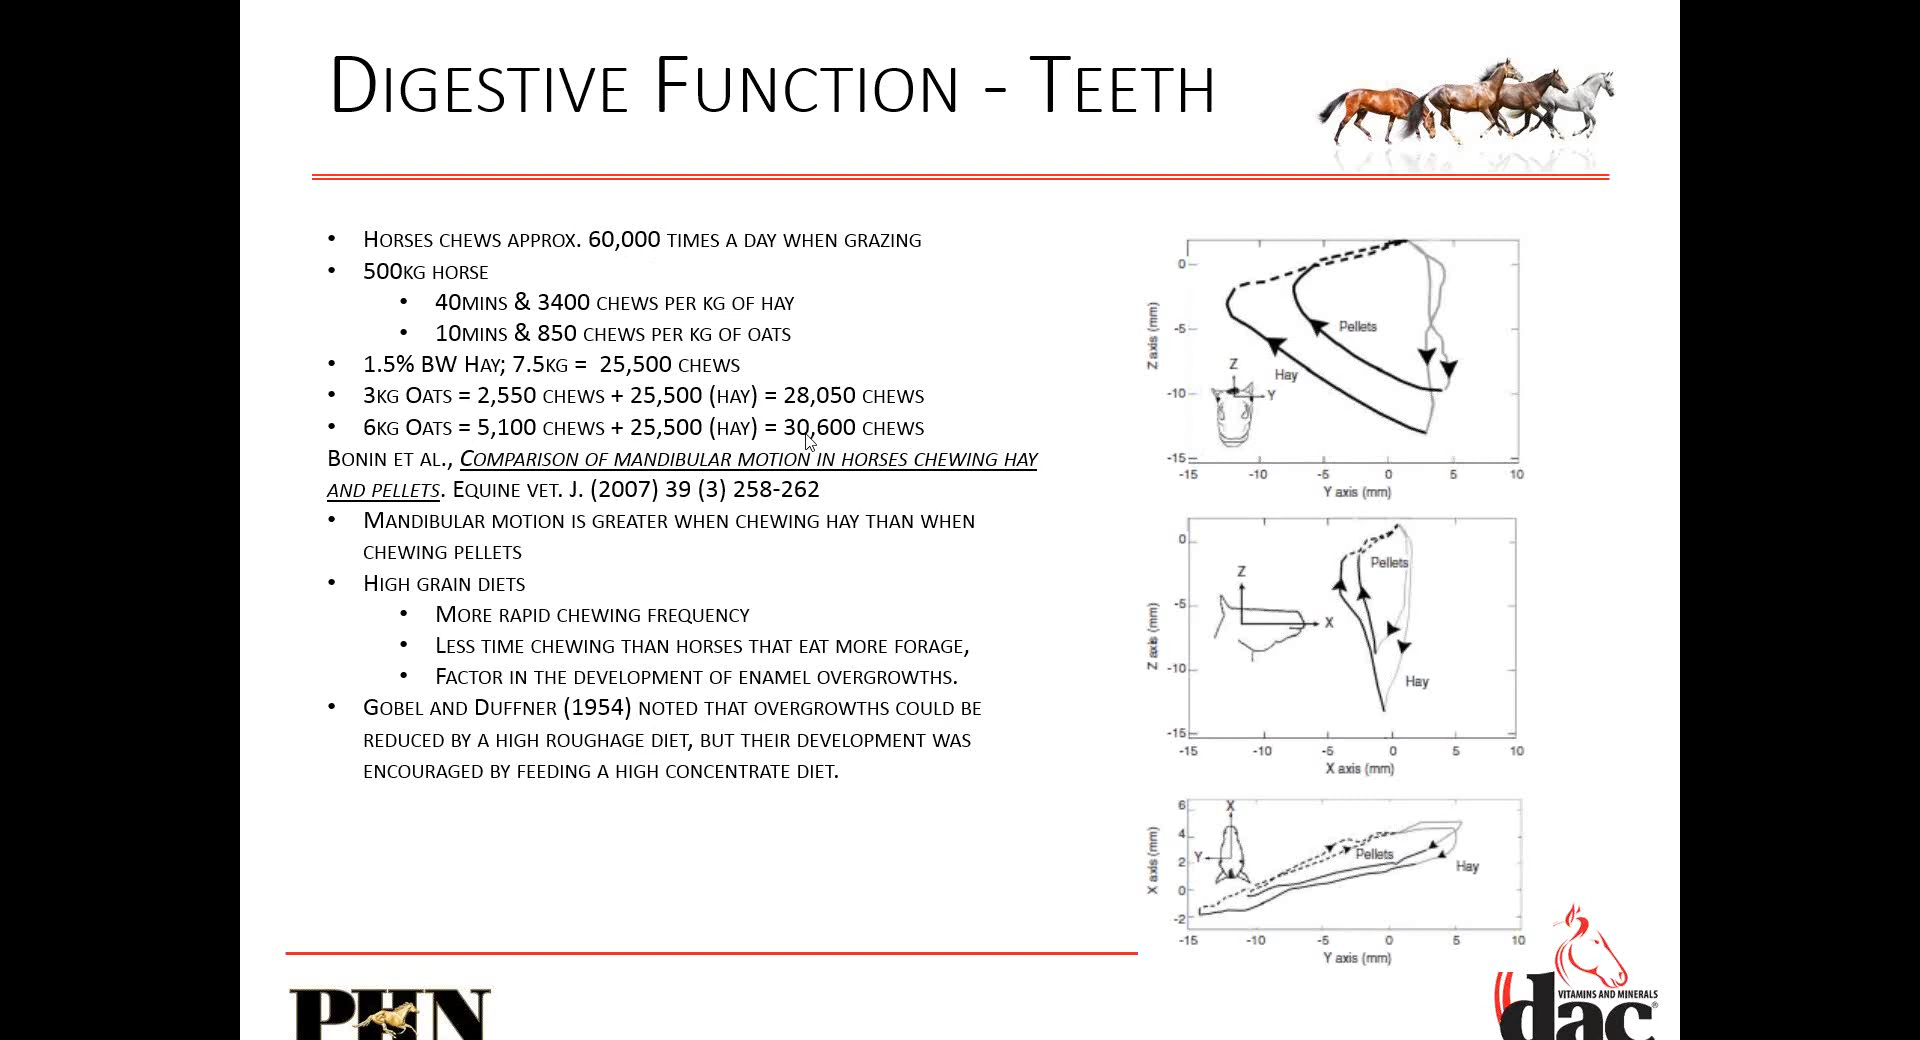 Digestive Function - Teeth
• Horses chews approx. 60,000 times a day when grazing
• 500kg horse
• 40mins & 3400 chews per kg of hay
• 10mins & 850 chews per kg of oats
• 1.5% BW Hay; 7.5kg = 25,500 chews
• 3kg Oats = 2,550 chews + 25,500 (hay) = 28,050 chews
• 6kg Oats = 5,100 chews + 25,500 (hay) = 30,600 chews
Bonin et al., Comparison of mandibular motion in horses chewing hay
and pellets. Equine vet. J. (2007) 39 (3) 258-262
• Mandibular motion is greater when chewing hay than when
chewing pellets
• High grain diets
• More rapid chewing frequency
• Less time chewing than horses that eat more forage,
• Factor in the development of enamel overgrowths.
• Gobel and Duffner (1954) noted that overgrowths could be
reduced by a high roughage diet, but their development was
encouraged by feeding a high concentrate diet.
Z axis (mm)
0
-5
-10
-15
Pellets
Hay
Z
Y
-15 -10 -5 0 5 10
Y axis (mm)
Z axis (mm)
0
-5
-10
-15
Pellets
Hay
Z
X
-15 -10 -5 0 5 10
X axis (mm)
X axis (mm)
6
4
2
0
-2
X
Y
Pellets
Hay
-15 -10 -5 0 5 10
Y axis (mm)
PHN
VITAMINS AND MINERALS
dac®